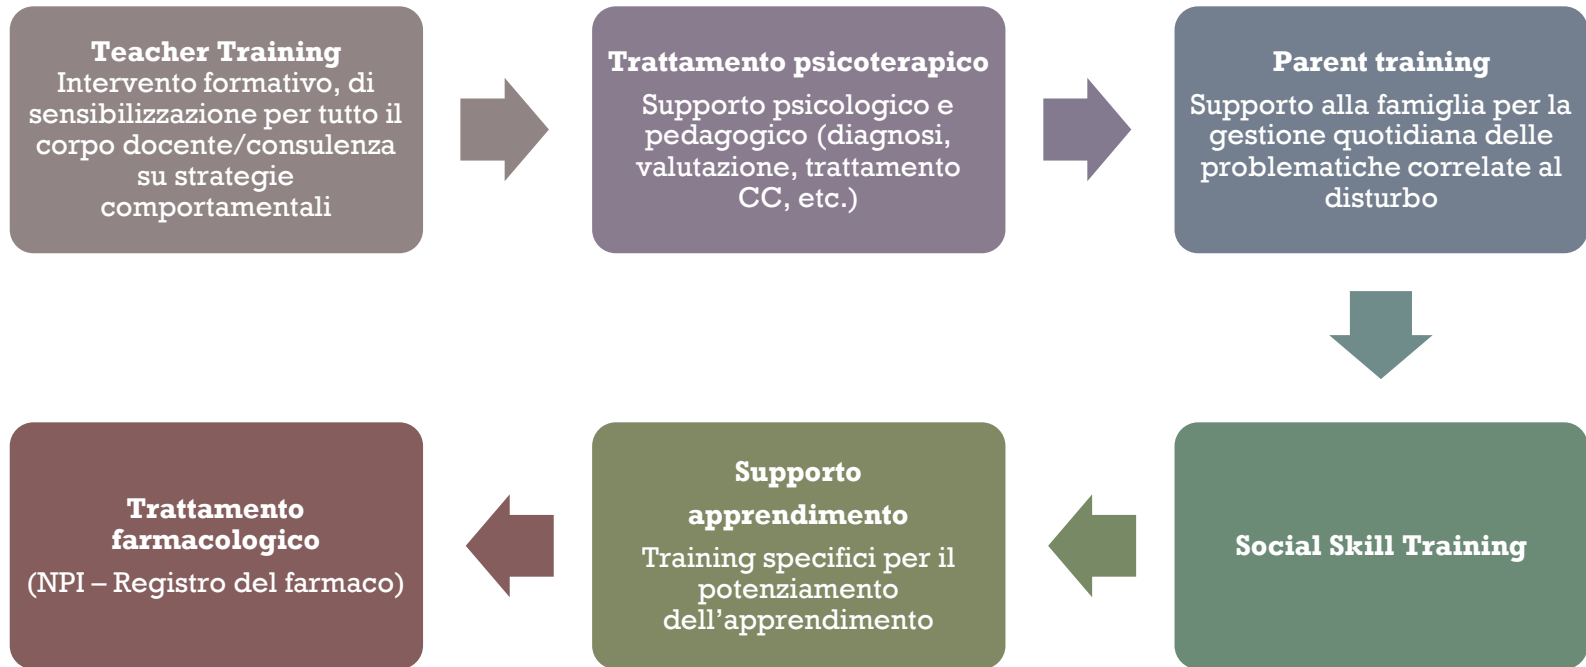 Teacher Training
Intervento formativo, di
sensibilizzazione per tutto il
corpo docente/consulenza
su strategie
comportamentali
Trattamento psicoterapico
Supporto psicologico e
pedagogico (diagnosi,
valutazione, trattamento
CC, etc.)
Parent training
Supporto alla famiglia per la
gestione quotidiana delle
problematiche correlate al
disturbo
Social Skill Training
Supporto
apprendimento
Training specifici per il
potenziamento
dell’apprendimento
Trattamento
farmacologico
(NPI – Registro del farmaco)